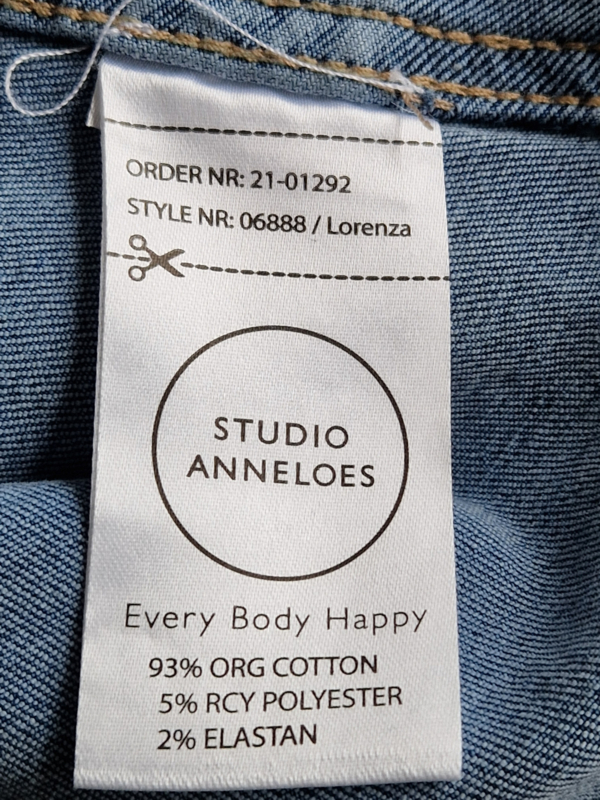 ORDER NR: 21-01292
STYLE NR: 06888 / Lorenza
STUDIO
ANNELOES
Every Body Happy
93% ORG COTTON
5% RCY POLYESTER
2% ELASTAN